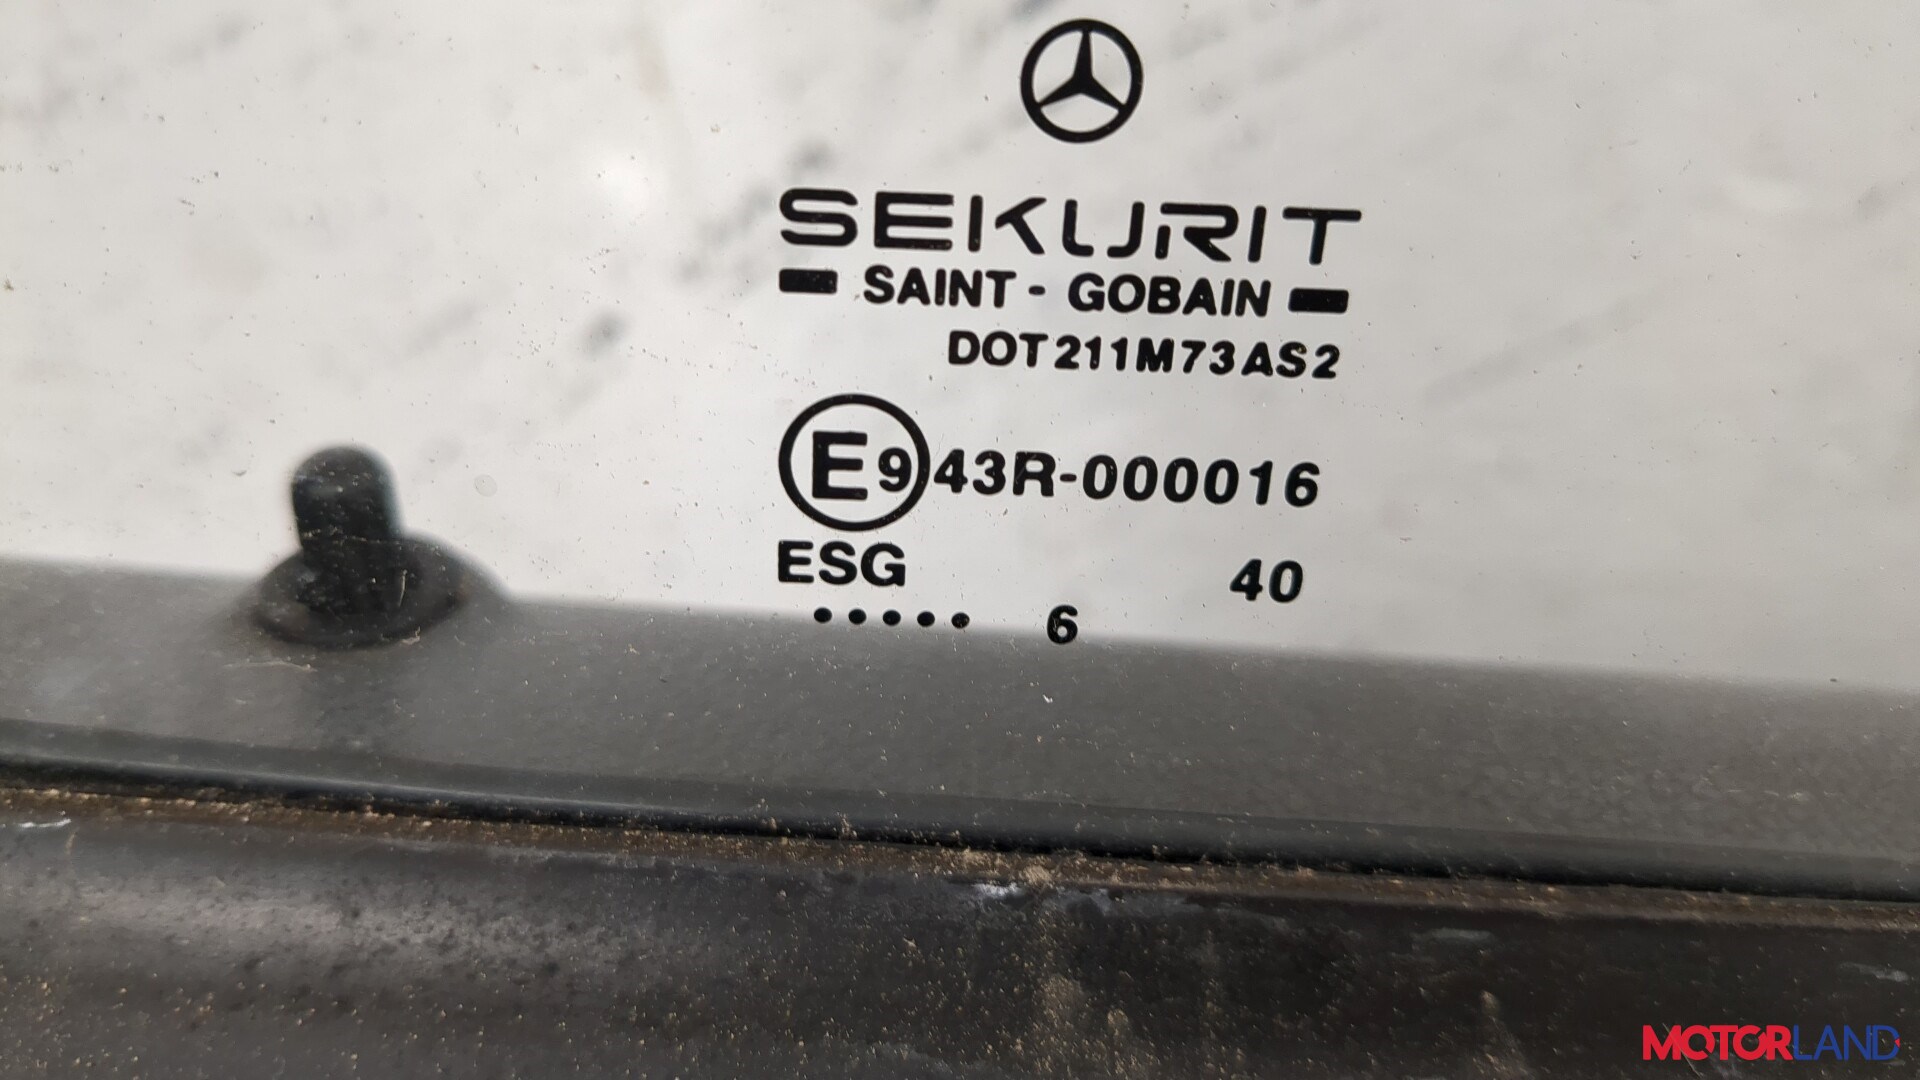 SEKURIT
SAINT - GOBAIN
DOT211M73AS2
E9 43R-000016
ESG 40
••••• 6
MOTORLAND